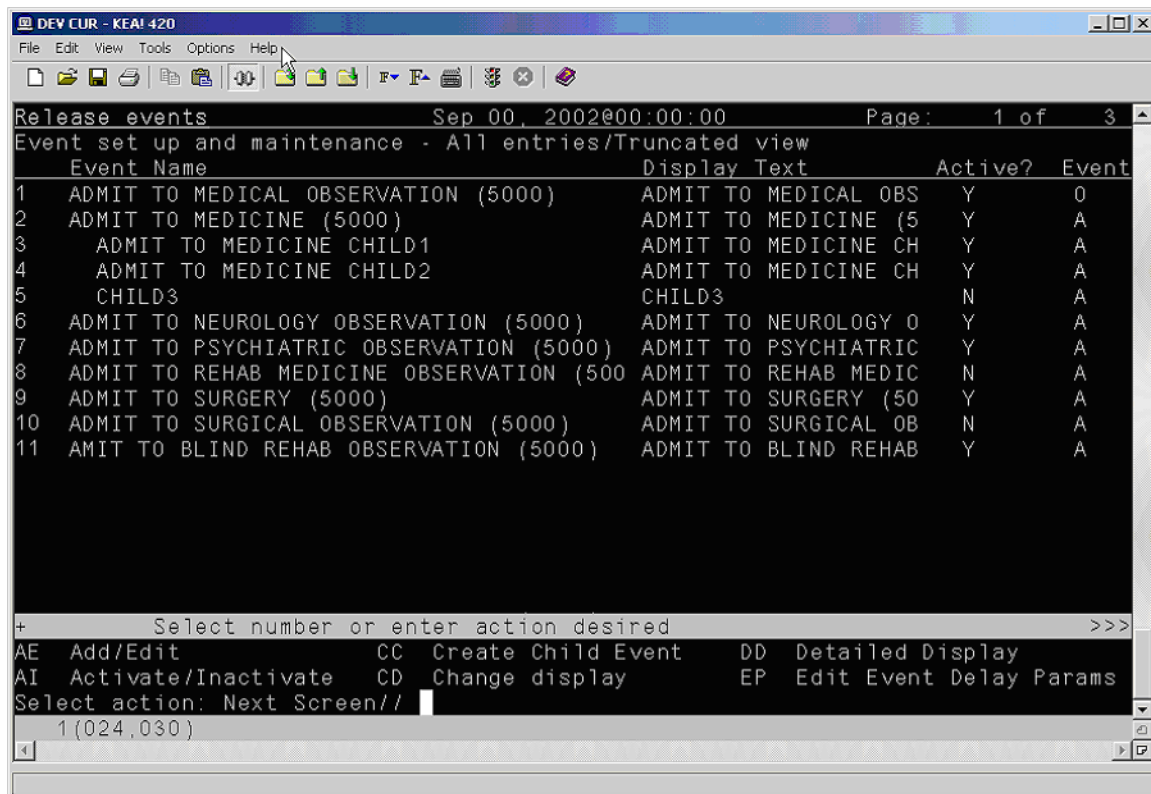 DEV CUR - KEA! 420
File Edit View Tools Options Help
Release events Sep 00, 2002@00:00:00 Page: 1 of 3
Event set up and maintenance - All entries/Truncated view
Event Name Display Text Active? Event
1 ADMIT TO MEDICAL OBSERVATION (5000) ADMIT TO MEDICAL OBS Y O
2 ADMIT TO MEDICINE (5000) ADMIT TO MEDICINE (5 Y A
3 ADMIT TO MEDICINE CHILD1 ADMIT TO MEDICINE CH Y A
4 ADMIT TO MEDICINE CHILD2 ADMIT TO MEDICINE CH Y A
5 CHILD3 CHILD3 N A
6 ADMIT TO NEUROLOGY OBSERVATION (5000) ADMIT TO NEUROLOGY O Y A
7 ADMIT TO PSYCHIATRIC OBSERVATION (5000) ADMIT TO PSYCHIATRIC Y A
8 ADMIT TO REHAB MEDICINE OBSERVATION (500 ADMIT TO REHAB MEDIC N A
9 ADMIT TO SURGERY (5000) ADMIT TO SURGERY (50 Y A
10 ADMIT TO SURGICAL OBSERVATION (5000) ADMIT TO SURGICAL OB N A
11 AMIT TO BLIND REHAB OBSERVATION (5000) ADMIT TO BLIND REHAB Y A
+ Select number or enter action desired >>>
AE Add/Edit CC Create Child Event DD Detailed Display
AI Activate/Inactivate CD Change display EP Edit Event Delay Params
Select action: Next Screen//
1(024,030)